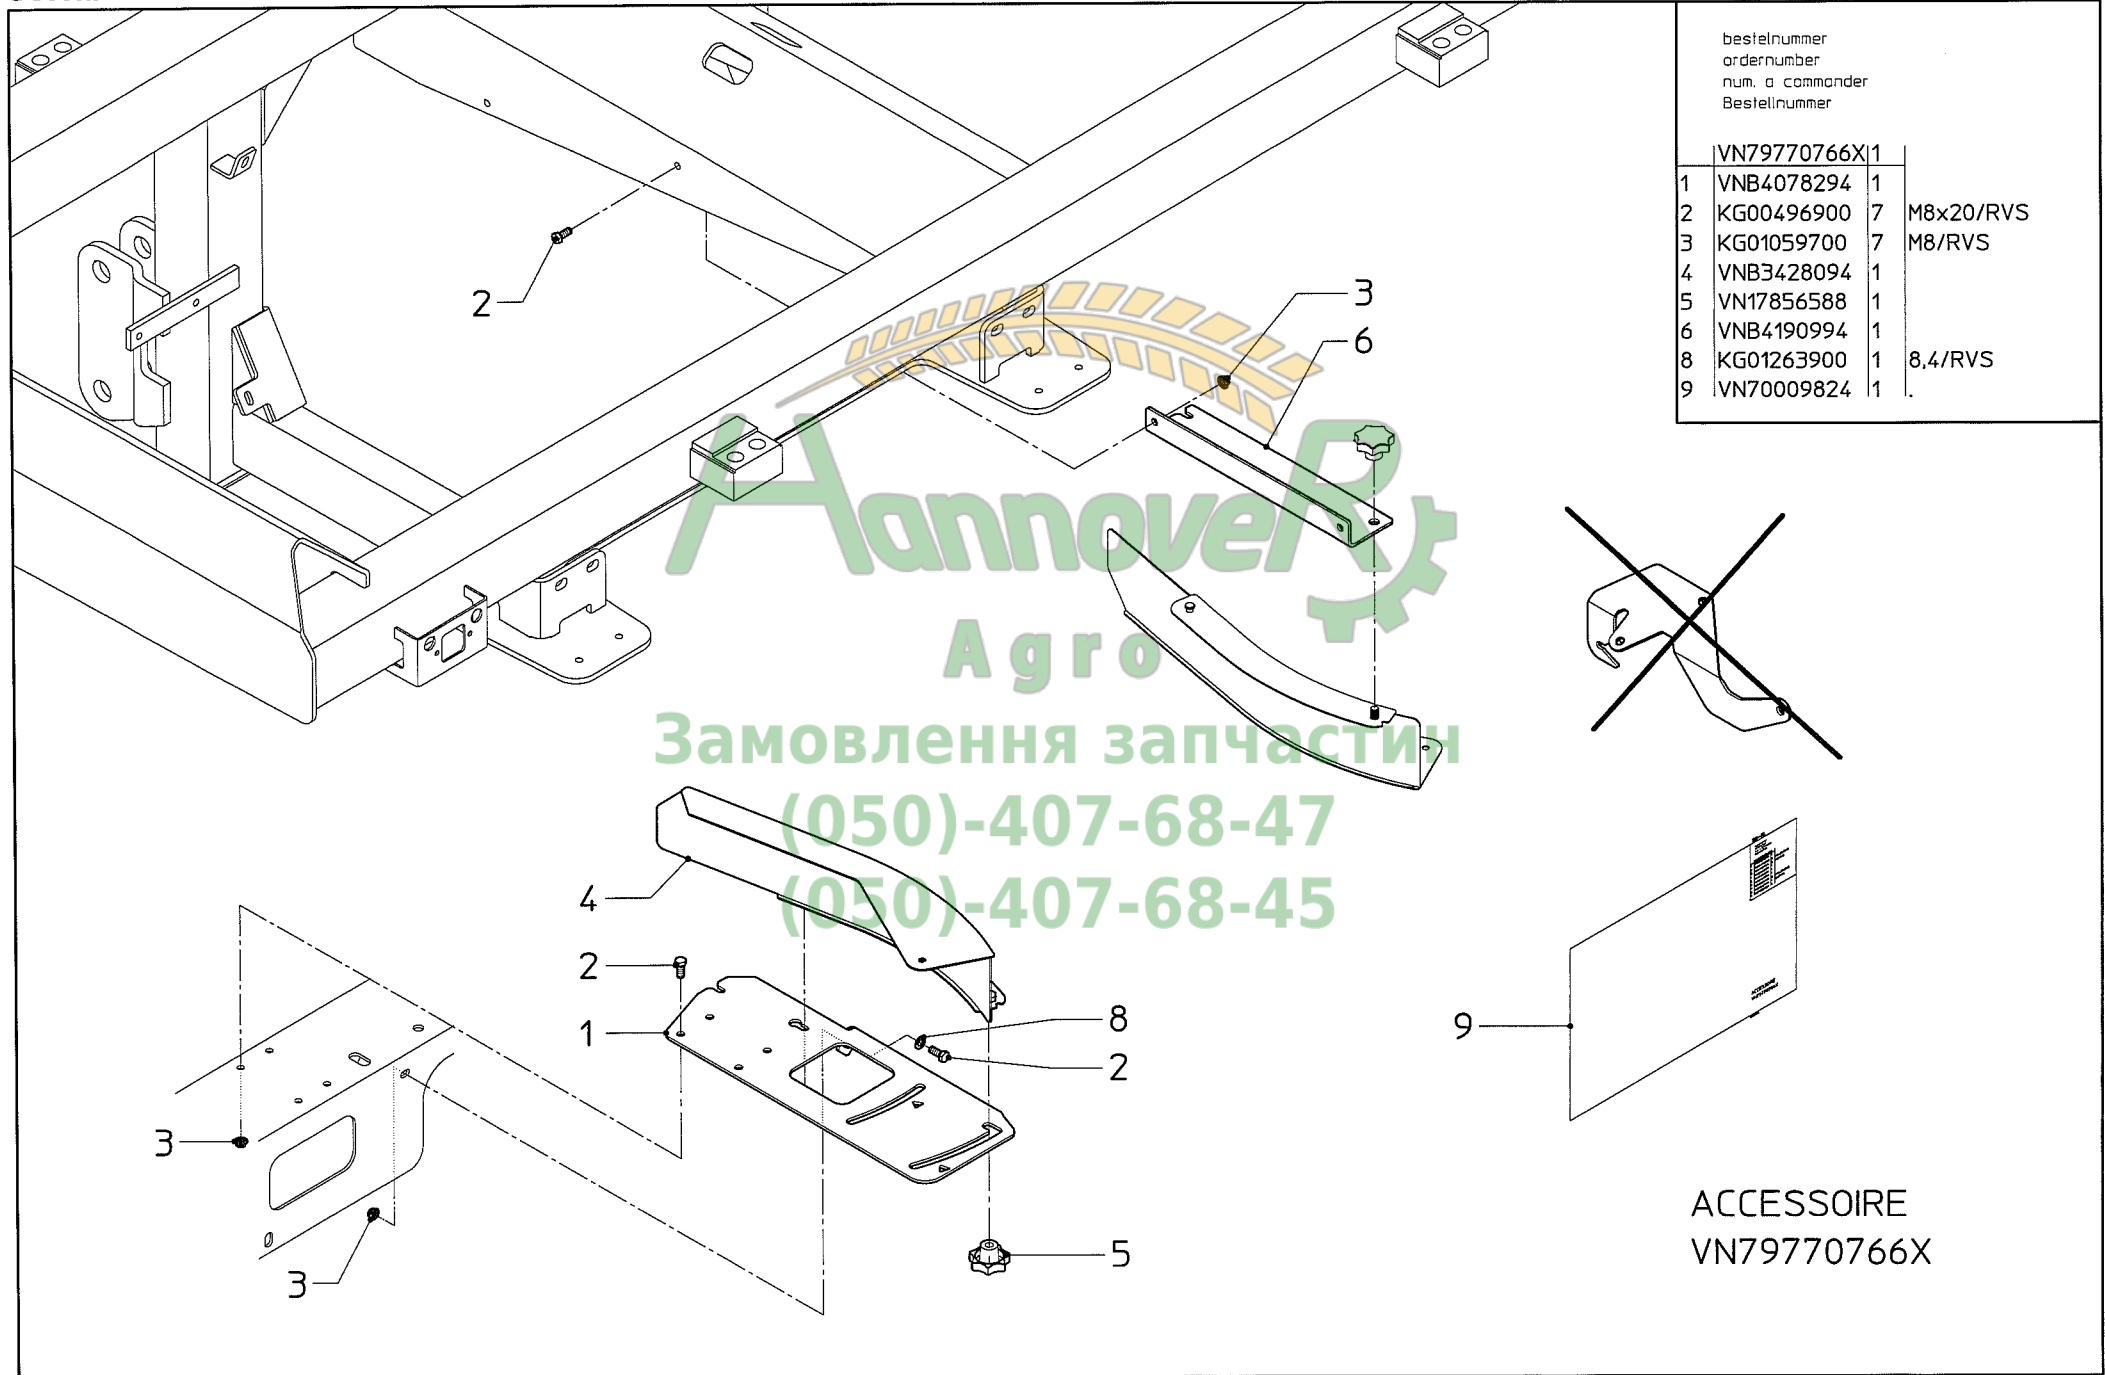 bestelnummer
ordernumber
num. a commander
Bestellnummer
VN79770766X 1
1 VNB4078294 1
2 KG00496900 7 M8x20/RVS
3 KG01059700 7 M8/RVS
4 VNB3428094 1
5 VN17856588 1
6 VNB4190994 1
8 KG01263900 1 8,4/RVS
9 VN70009824 1 .
2
3
6
HannoveR
Agro
Замовлення запчастин
(050)-407-68-47
(050)-407-68-45
4
2
1
8
2
9
3
3
5
ACCESSOIRE
VN79770766X